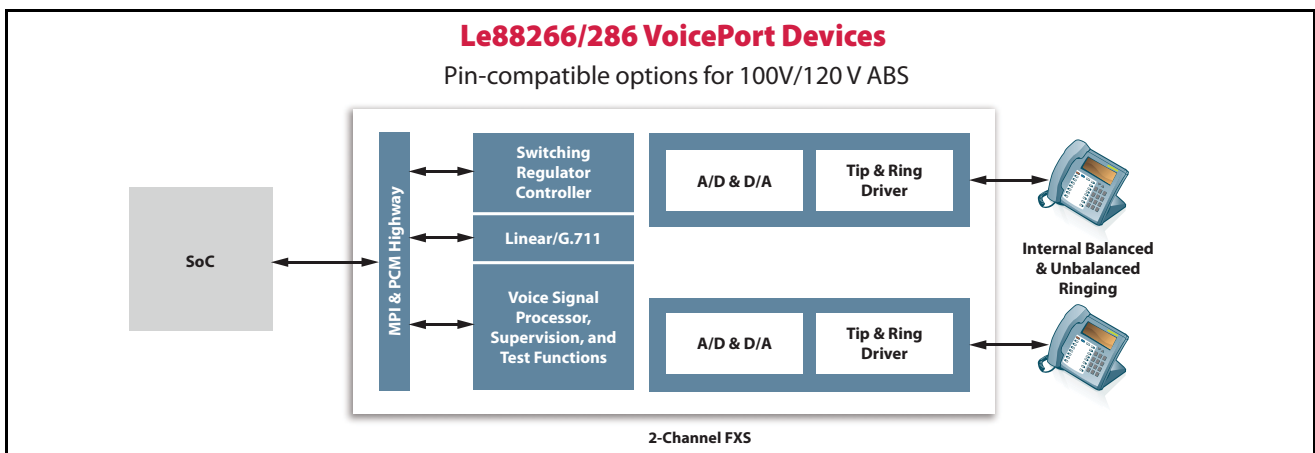 Le88266/286 VoicePort Devices
Pin-compatible options for 100V/120 V ABS
SoC
MPI & PCM Highway
Switching
Regulator
Controller
Linear/G.711
Voice Signal
Processor,
Supervision, and
Test Functions
A/D & D/A
Tip & Ring
Driver
A/D & D/A
Tip & Ring
Driver
Internal Balanced
& Unbalanced
Ringing
2-Channel FXS